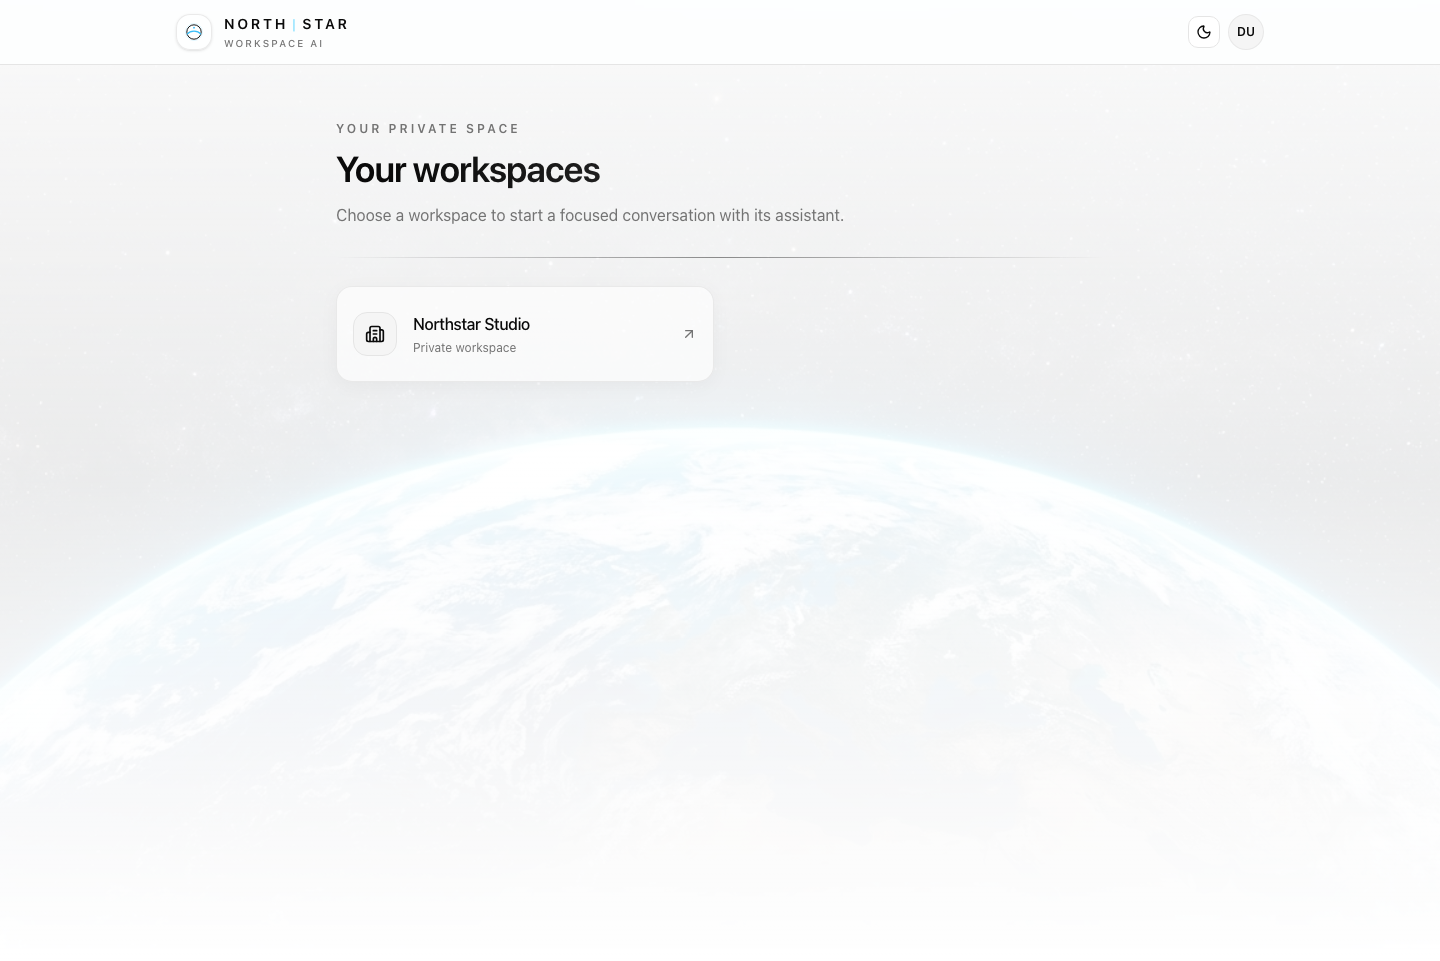 NORTH | STAR
WORKSPACE AI
DU
YOUR PRIVATE SPACE
Your workspaces
Choose a workspace to start a focused conversation with its assistant.
Northstar Studio
Private workspace